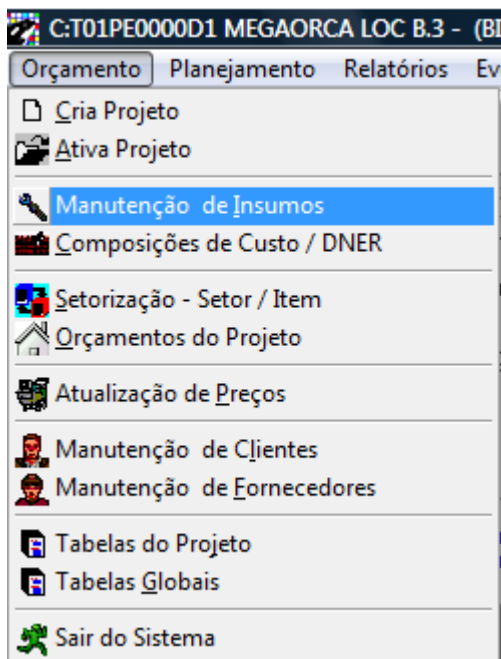 C:T01PE0000D1 MEGAORCA LOC B.3 - (BI
Orçamento Planejamento Relatórios Ev
Cria Projeto
Ativa Projeto
Manutenção de Insumos
Composições de Custo / DNER
Setorização - Setor / Item
Orçamentos do Projeto
Atualização de Preços
Manutenção de Clientes
Manutenção de Fornecedores
Tabelas do Projeto
Tabelas Globais
Sair do Sistema